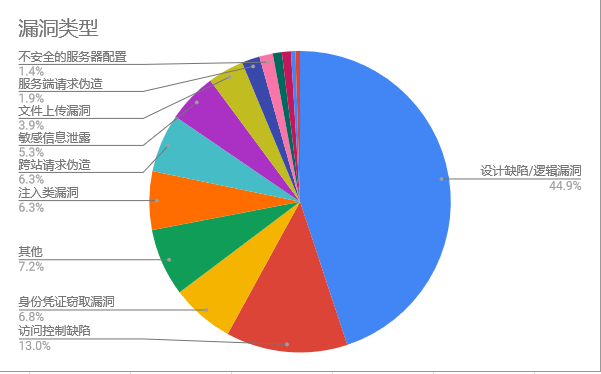 漏洞类型
不安全的服务器配置
1.4%
服务端请求伪造
1.9%
文件上传漏洞
3.9%
敏感信息泄露
5.3%
跨站请求伪造
6.3%
注入类漏洞
6.3%
其他
7.2%
身份凭证窃取漏洞
6.8%
访问控制缺陷
13.0%
设计缺陷/逻辑漏洞
44.9%